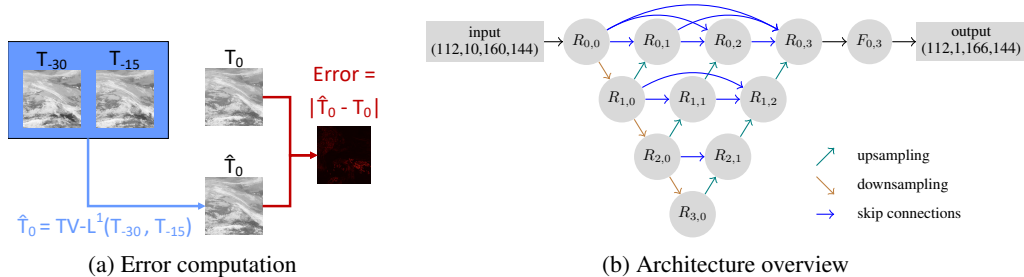 T-30
T-15
T0
Error =
|T̂0 - T0|
T̂0
T̂0 = TV-L¹(T-30 , T-15)
(a) Error computation
input
(112,10,160,144)
R0,0
R0,1
R0,2
R0,3
F0,3
output
(112,1,166,144)
R1,0
R1,1
R1,2
R2,0
R2,1
R3,0
upsampling
downsampling
skip connections
(b) Architecture overview